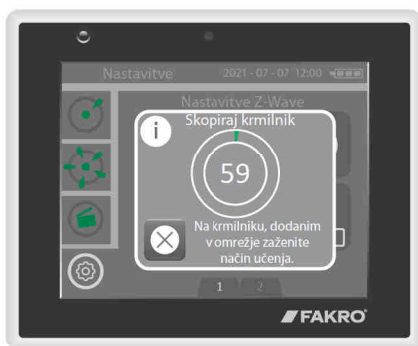 Nastavitve 2021-07-07 12:00
Nastavitve Z-Wave
Skopiraj krmilnik
59
Na krmilniku, dodanim
v omrežje zaženite
način učenja.
1 2
FAKRO